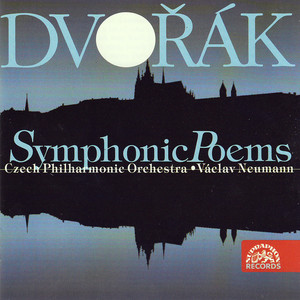 DVOŘÁK
Symphonic Poems
Czech Philharmonic Orchestra • Václav Neumann
SUPRAPHON
RECORDS